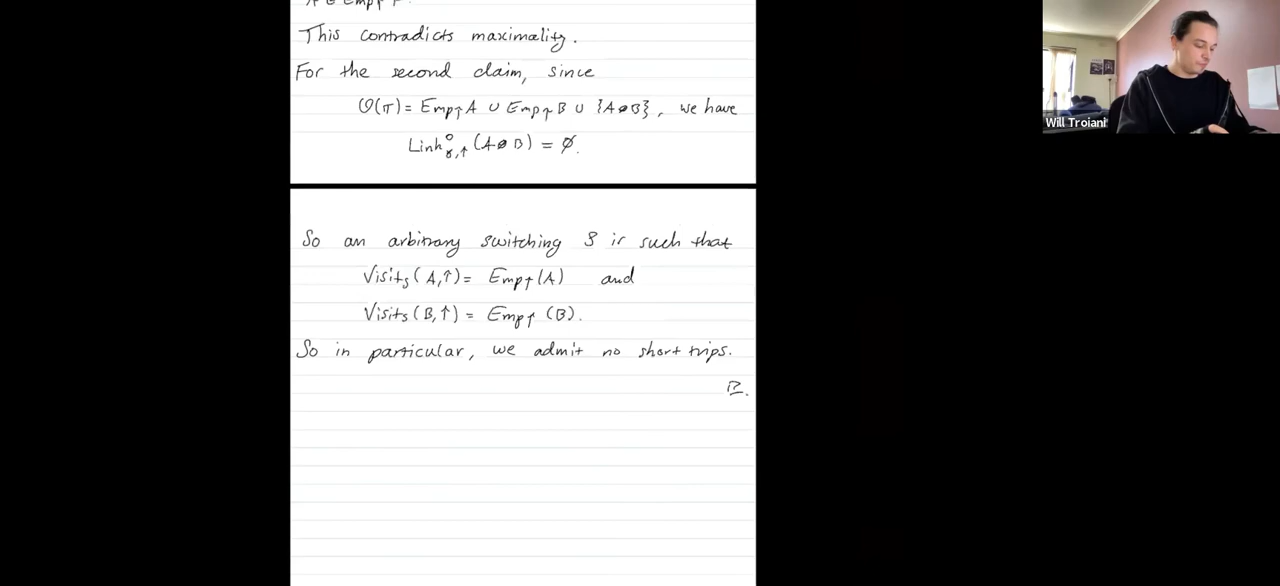 This contradicts maximality.
For the second claim, since
O(π) = Emp↑A ∪ Emp↑B ∪ {A⊗B}, we have
Link⁰,↑(A⊗B) = ∅.
So an arbitrary switching S is such that
Visits(A,↑) = Emp↑(A) and
Visits(B,↑) = Emp↑(B).
So in particular, we admit no short trips.
Will Troiani